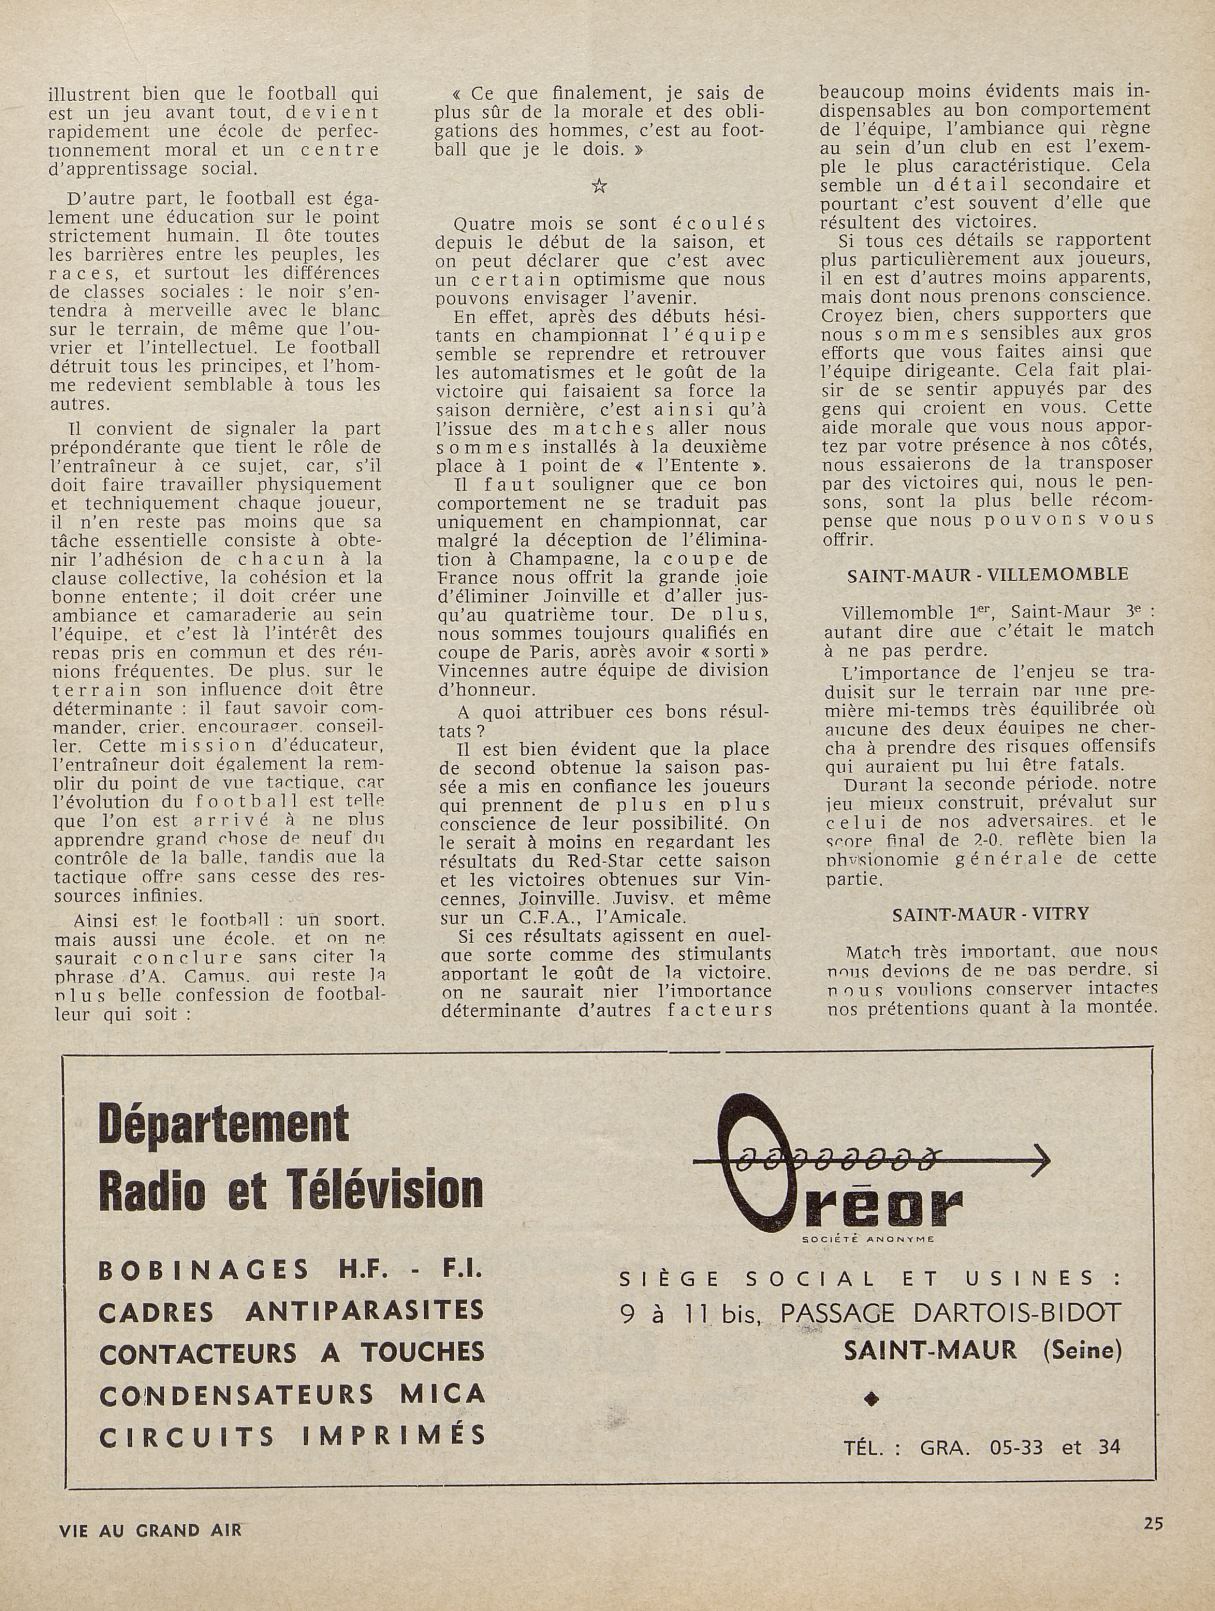 illustrent bien que le football qui
est un jeu avant tout, devient
rapidement une école de perfec-
tionnement moral et un centre
d'apprentissage social.
D'autre part, le football est éga-
lement une éducation sur le point
strictement humain. Il ôte toutes
les barrières entre les peuples, les
races, et surtout les différences
de classes sociales : le noir s'en-
tendra à merveille avec le blanc
sur le terrain, de même que l'ou-
vrier et l'intellectuel. Le football
détruit tous les principes, et l'hom-
me redevient semblable à tous les
autres.
Il convient de signaler la part
prépondérante que tient le rôle de
l'entraîneur à ce sujet, car, s'il
doit faire travailler physiquement
et techniquement chaque joueur,
il n'en reste pas moins que sa
tâche essentielle consiste à obte-
nir l'adhésion de chacun à la
clause collective, la cohésion et la
bonne entente; il doit créer une
ambiance et camaraderie au sein
l'équipe, et c'est là l'intérêt des
repas pris en commun et des réu-
nions fréquentes. De plus, sur le
terrain son influence doit être
déterminante : il faut savoir com-
mander, crier, encourager, conseil-
ler. Cette mission d'éducateur,
l'entraîneur doit également la rem-
plir du point de vue tactique, car
l'évolution du football est telle
que l'on est arrivé à ne plus
apprendre grand chose de neuf du
contrôle de la balle, tandis que la
tactique offre sans cesse des res-
sources infinies.
Ainsi est le football : un sport,
mais aussi une école, et on ne
saurait conclure sans citer la
phrase d'A. Camus, qui reste la
plus belle confession de footbal-
leur qui soit :
« Ce que finalement, je sais de
plus sûr de la morale et des obli-
gations des hommes, c'est au foot-
ball que je le dois. »
☆
Quatre mois se sont écoulés
depuis le début de la saison, et
on peut déclarer que c'est avec
un certain optimisme que nous
pouvons envisager l'avenir.
En effet, après des débuts hési-
tants en championnat l'équipe
semble se reprendre et retrouver
les automatismes et le goût de la
victoire qui faisaient sa force la
saison dernière, c'est ainsi qu'à
l'issue des matches aller nous
sommes installés à la deuxième
place à 1 point de « l'Entente ».
Il faut souligner que ce bon
comportement ne se traduit pas
uniquement en championnat, car
malgré la déception de l'élimina-
tion à Champagne, la coupe de
France nous offrit la grande joie
d'éliminer Joinville et d'aller jus-
qu'au quatrième tour. De plus,
nous sommes toujours qualifiés en
coupe de Paris, après avoir « sorti »
Vincennes autre équipe de division
d'honneur.
A quoi attribuer ces bons résul-
tats ?
Il est bien évident que la place
de second obtenue la saison pas-
sée a mis en confiance les joueurs
qui prennent de plus en plus
conscience de leur possibilité. On
le serait à moins en regardant les
résultats du Red-Star cette saison
et les victoires obtenues sur Vin-
cennes, Joinville, Juvisy, et même
sur un C.F.A., l'Amicale.
Si ces résultats agissent en quel-
que sorte comme des stimulants
apportant le goût de la victoire,
on ne saurait nier l'importance
déterminante d'autres facteurs
beaucoup moins évidents mais in-
dispensables au bon comportement
de l'équipe, l'ambiance qui règne
au sein d'un club en est l'exem-
ple le plus caractéristique. Cela
semble un détail secondaire et
pourtant c'est souvent d'elle que
résultent des victoires.
Si tous ces détails se rapportent
plus particulièrement aux joueurs,
il en est d'autres moins apparents,
mais dont nous prenons conscience.
Croyez bien, chers supporters que
nous sommes sensibles aux gros
efforts que vous faites ainsi que
l'équipe dirigeante. Cela fait plai-
sir de se sentir appuyés par des
gens qui croient en vous. Cette
aide morale que vous nous appor-
tez par votre présence à nos côtés,
nous essaierons de la transposer
par des victoires qui, nous le pen-
sons, sont la plus belle récom-
pense que nous pouvons vous
offrir.
SAINT-MAUR - VILLEMOMBLE
Villemomble 1er, Saint-Maur 3e :
autant dire que c'était le match
à ne pas perdre.
L'importance de l'enjeu se tra-
duisit sur le terrain par une pre-
mière mi-temps très équilibrée où
aucune des deux équipes ne cher-
cha à prendre des risques offensifs
qui auraient pu lui être fatals.
Durant la seconde période, notre
jeu mieux construit, prévalut sur
celui de nos adversaires, et le
score final de 2-0, reflète bien la
physionomie générale de cette
partie.
SAINT-MAUR - VITRY
Match très important, que nous
nous devions de ne pas perdre, si
nous voulions conserver intactes
nos prétentions quant à la montée.
Département
Radio et Télévision
BOBINAGES H.F. - F.I.
CADRES ANTIPARASITES
CONTACTEURS A TOUCHES
CONDENSATEURS MICA
CIRCUITS IMPRIMÉS
Oréor
SOCIÉTÉ ANONYME
SIÈGE SOCIAL ET USINES :
9 à 11 bis, PASSAGE DARTOIS-BIDOT
SAINT-MAUR (Seine)
◆
TÉL. : GRA. 05-33 et 34
VIE AU GRAND AIR
25